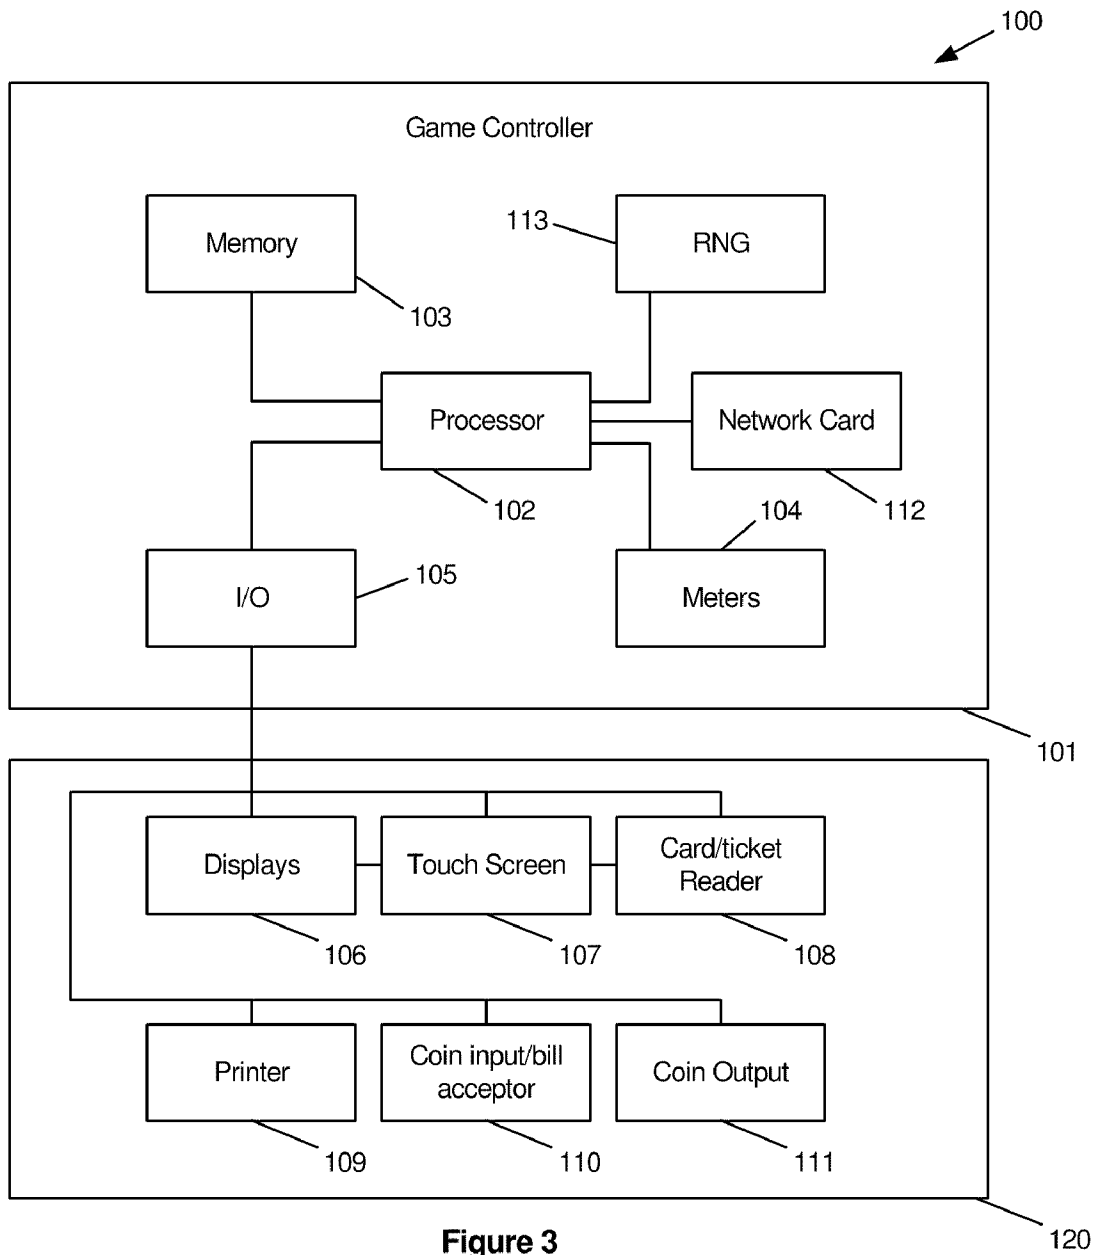 100
Game Controller
Memory
103
113
RNG
Processor
102
Network Card
112
I/O
105
104
Meters
101
Displays
106
Touch Screen
107
Card/ticket
Reader
108
Printer
109
Coin input/bill
acceptor
110
Coin Output
111
120
Figure 3